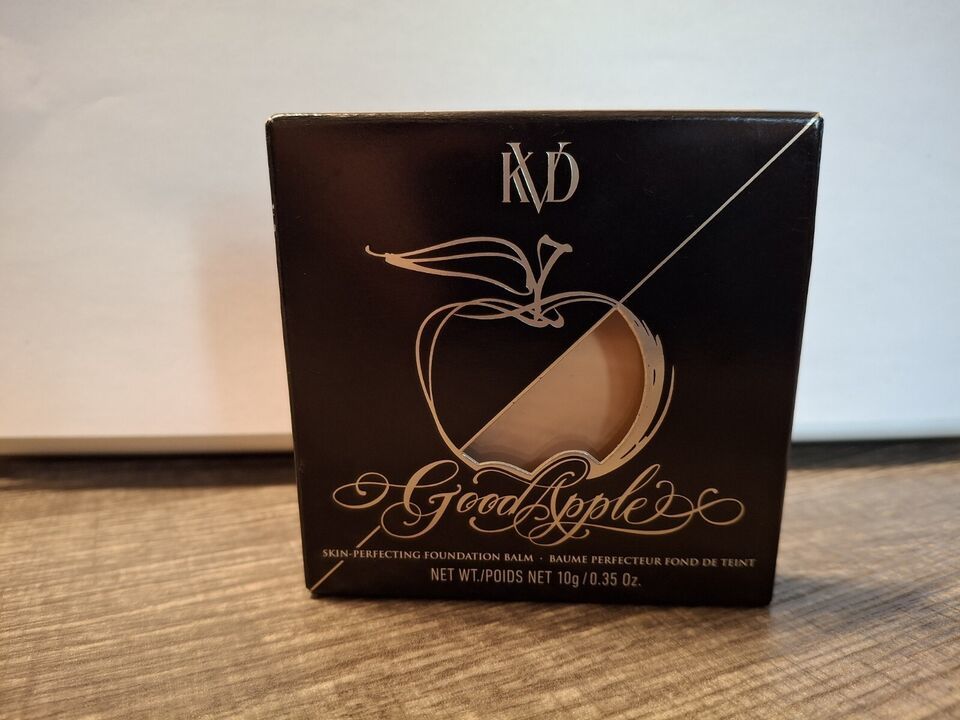 KVD
Good Apple
SKIN-PERFECTING FOUNDATION BALM · BAUME PERFECTEUR FOND DE TEINT
NET WT./POIDS NET 10g/0.35 Oz.